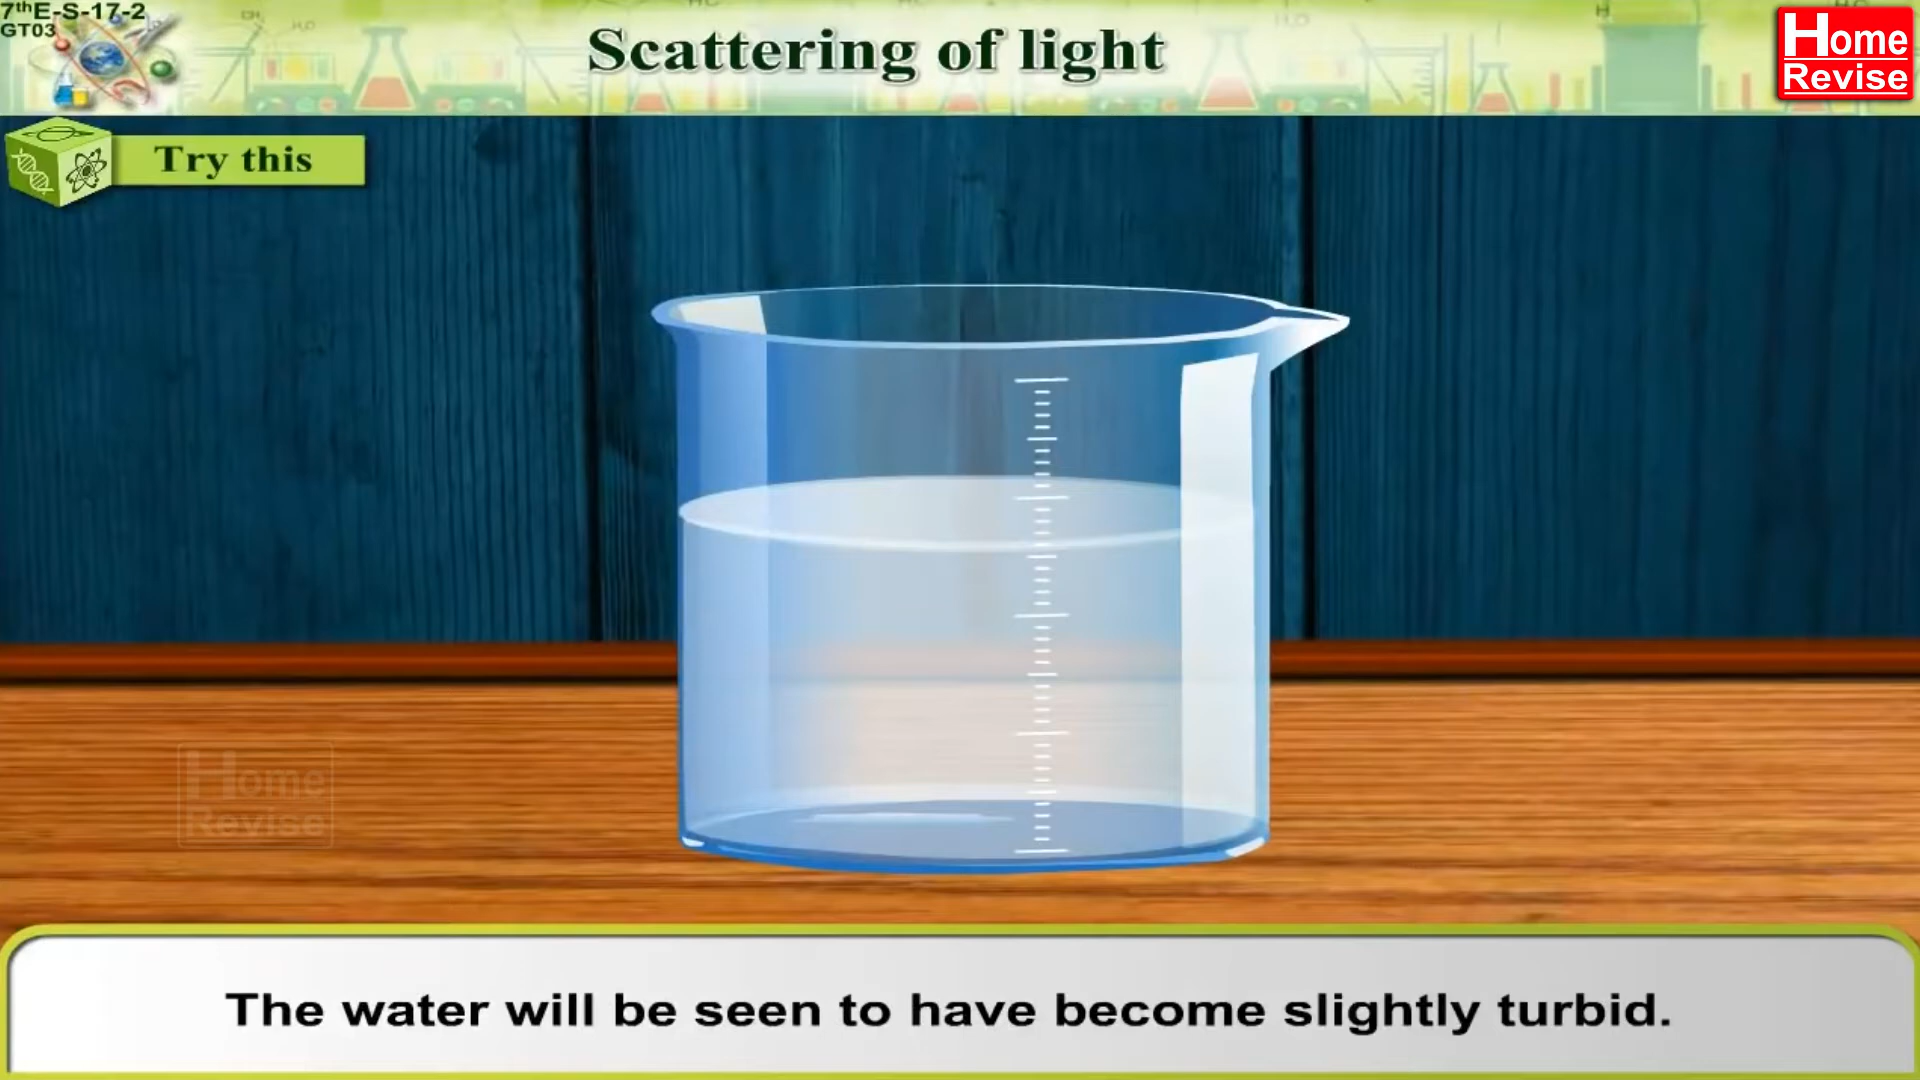 7thE-S-17-2
GT03
Scattering of light
Home
Revise
Try this
Home
Revise
The water will be seen to have become slightly turbid.